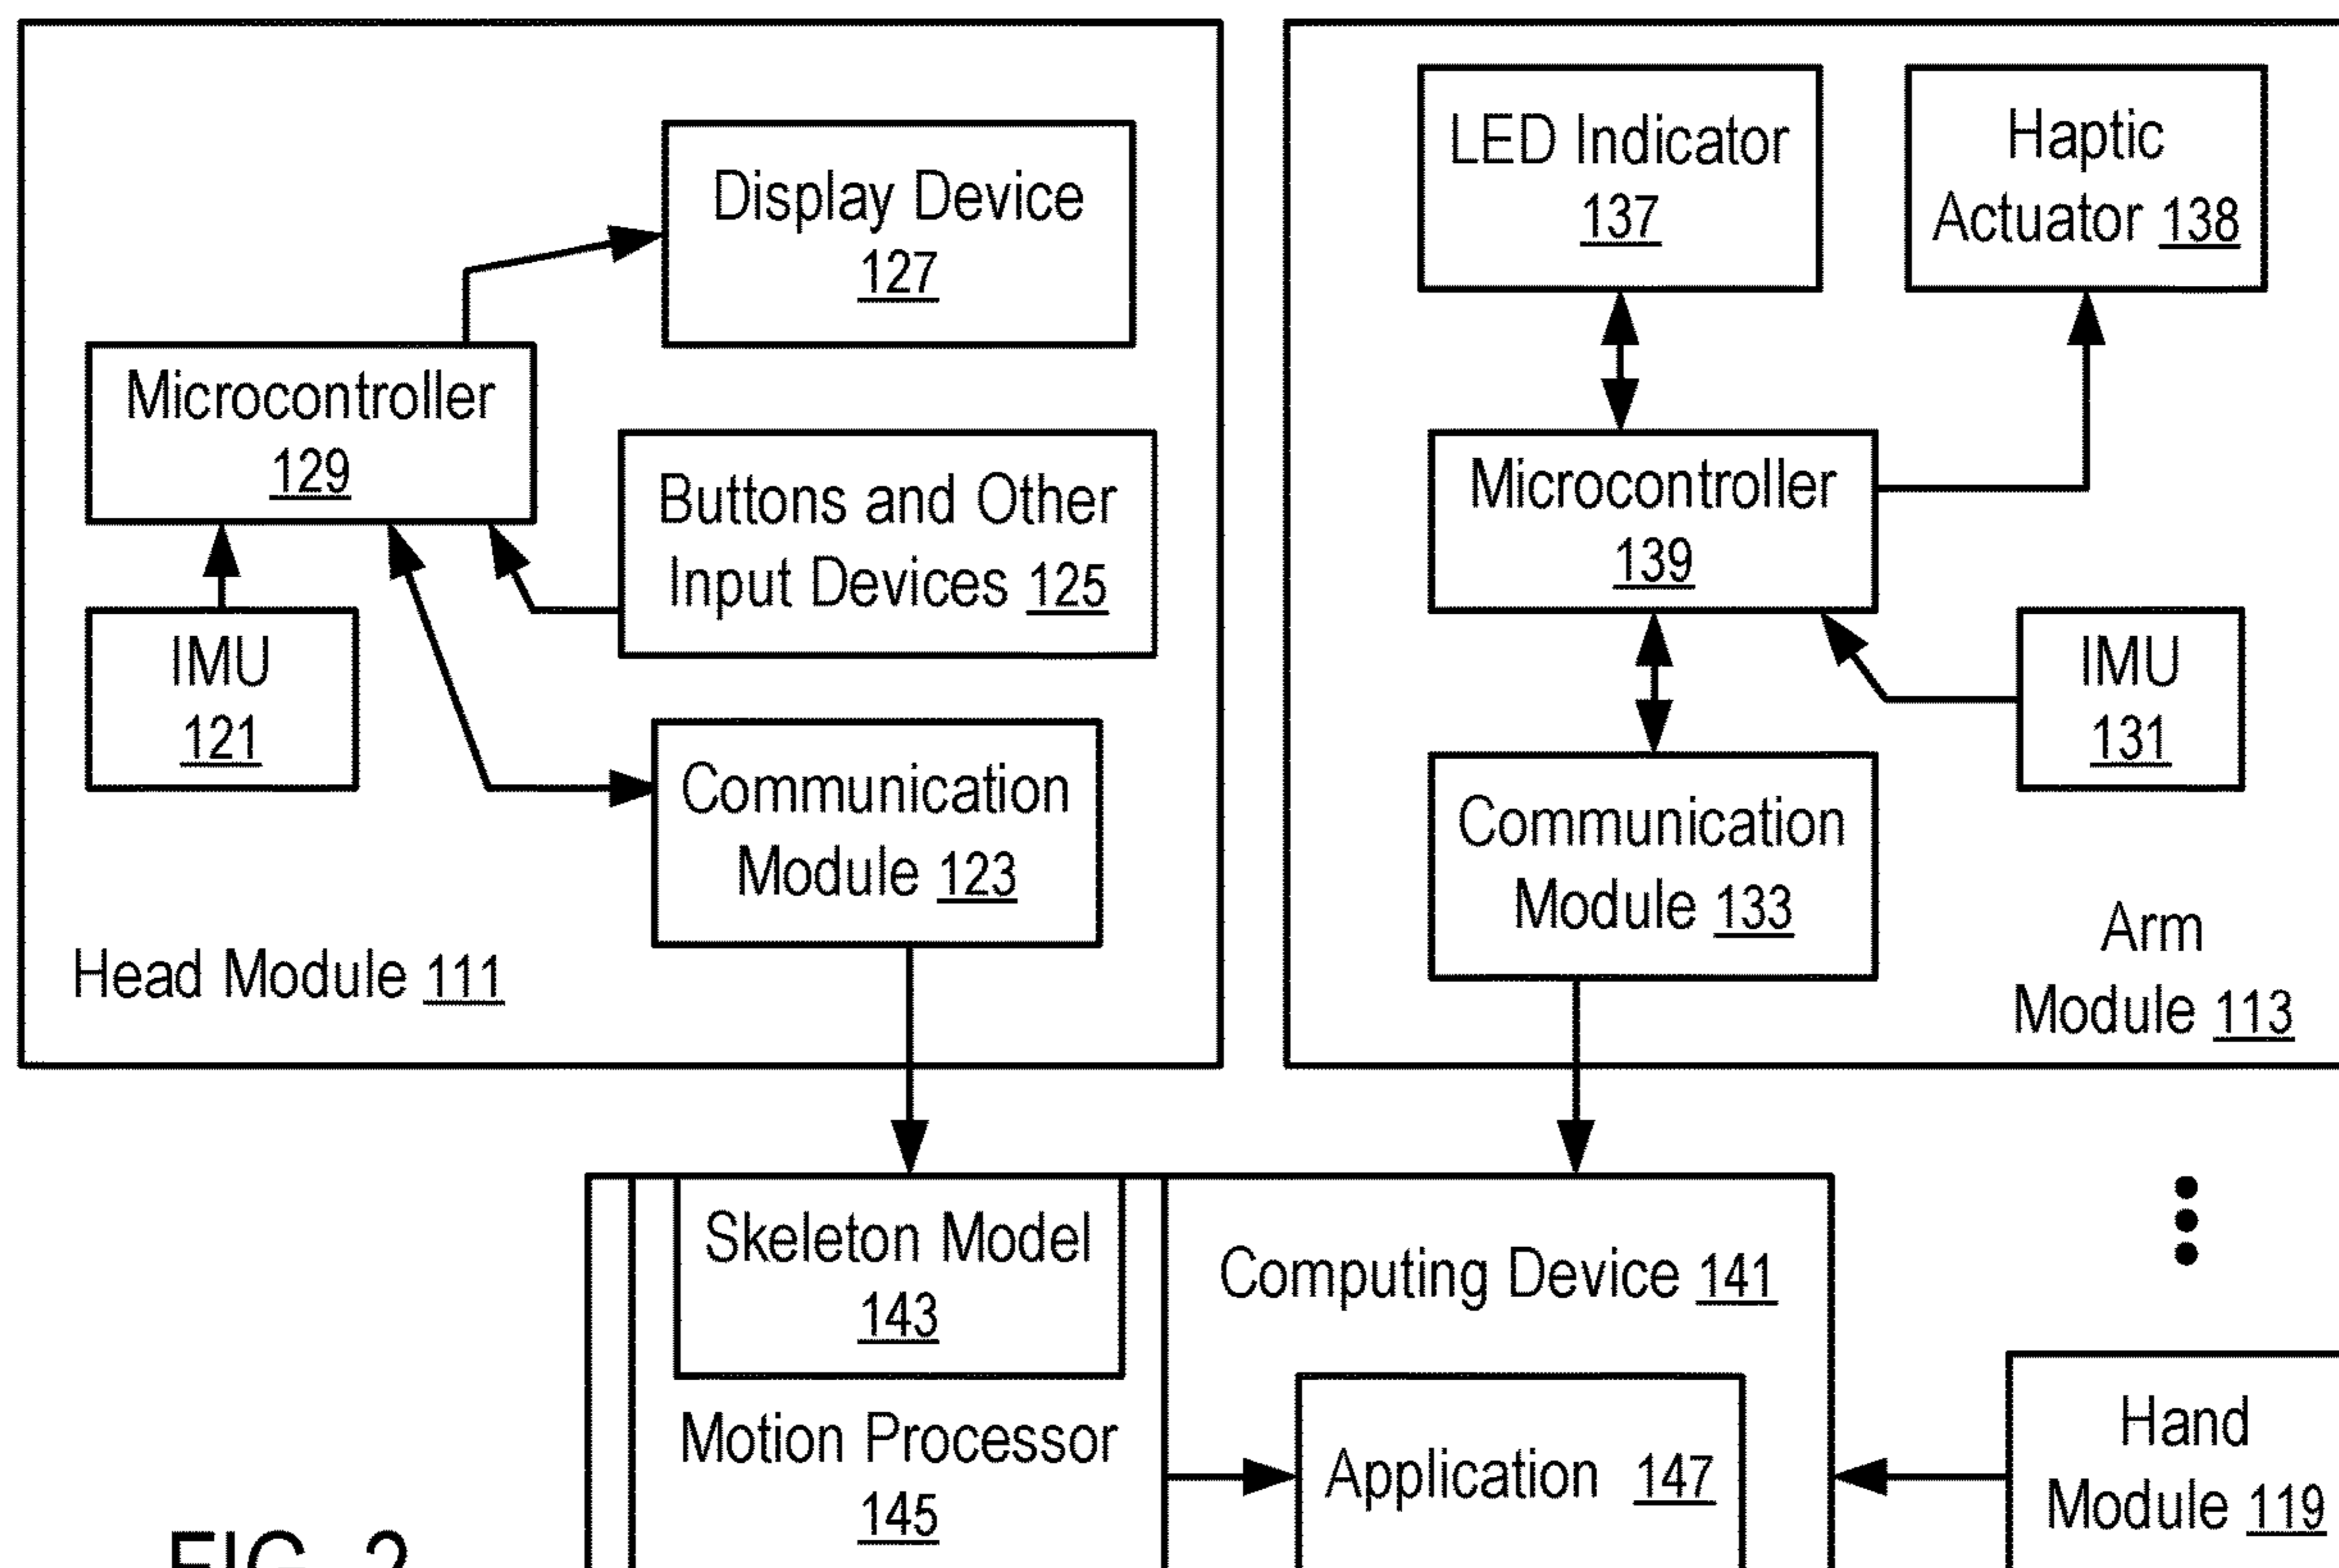 Display Device
127
Microcontroller
129
Buttons and Other
Input Devices 125
IMU
121
Communication
Module 123
Head Module 111
LED Indicator
137
Haptic
Actuator 138
Microcontroller
139
IMU
131
Communication
Module 133
Arm
Module 113
Skeleton Model
143
Motion Processor
145
Computing Device 141
Application 147
Hand
Module 119
FIG. 2